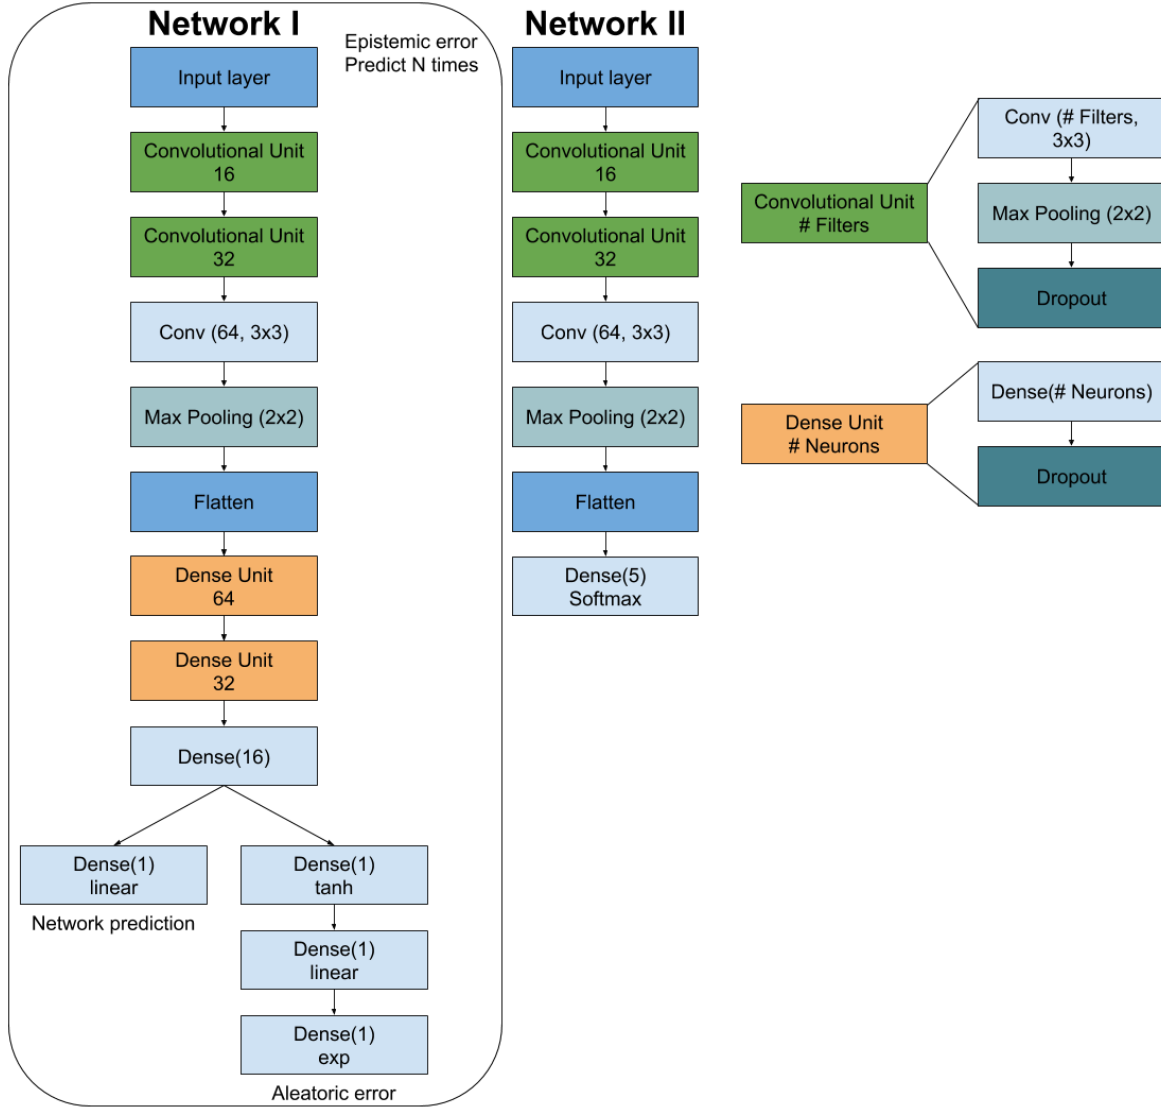 Network I
Epistemic error
Predict N times
Input layer
Convolutional Unit
16
Convolutional Unit
32
Conv (64, 3x3)
Max Pooling (2x2)
Flatten
Dense Unit
64
Dense Unit
32
Dense(16)
Dense(1)
linear
Network prediction
Dense(1)
tanh
Dense(1)
linear
Dense(1)
exp
Aleatoric error
Network II
Input layer
Convolutional Unit
16
Convolutional Unit
32
Conv (64, 3x3)
Max Pooling (2x2)
Flatten
Dense(5)
Softmax
Convolutional Unit
# Filters
Conv (# Filters,
3x3)
Max Pooling (2x2)
Dropout
Dense Unit
# Neurons
Dense(# Neurons)
Dropout